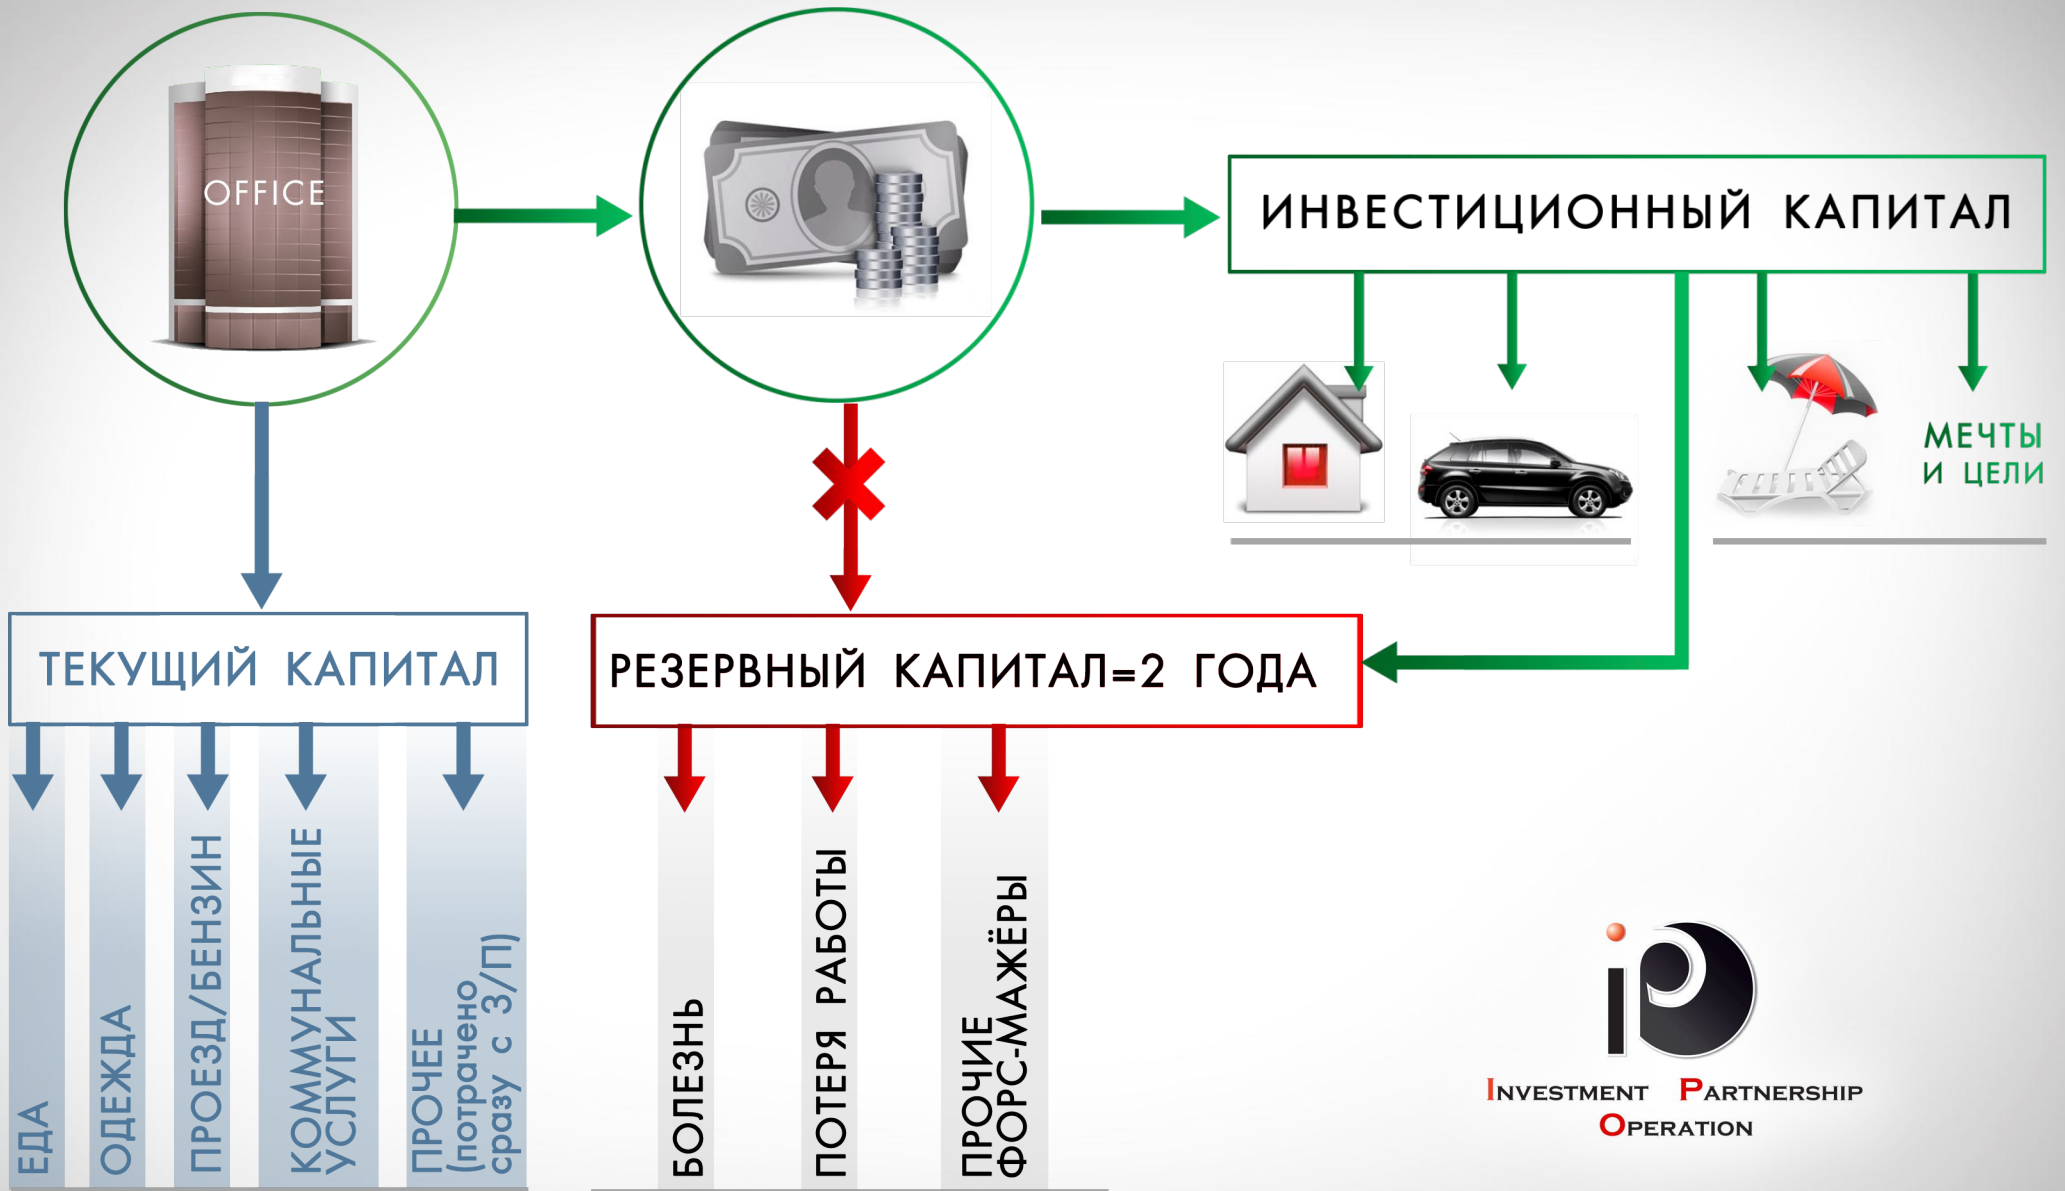 OFFICE
ИНВЕСТИЦИОННЫЙ КАПИТАЛ
МЕЧТЫ
И ЦЕЛИ
ТЕКУЩИЙ КАПИТАЛ
РЕЗЕРВНЫЙ КАПИТАЛ=2 ГОДА
ЕДА
ОДЕЖДА
ПРОЕЗД/БЕНЗИН
КОММУНАЛЬНЫЕ
УСЛУГИ
ПРОЧЕЕ
(потрачено
сразу с З/П)
БОЛЕЗНЬ
ПОТЕРЯ РАБОТЫ
ПРОЧИЕ
ФОРС-МАЖЁРЫ
iP
INVESTMENT PARTNERSHIP
OPERATION